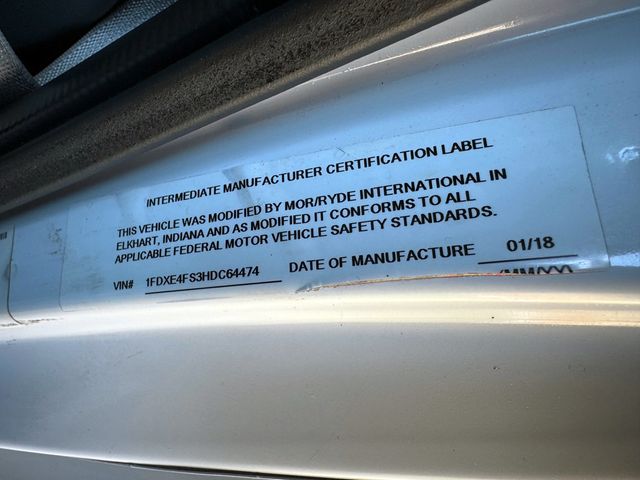 INTERMEDIATE MANUFACTURER CERTIFICATION LABEL
THIS VEHICLE WAS MODIFIED BY MOR/RYDE INTERNATIONAL IN
ELKHART, INDIANA AND AS MODIFIED IT CONFORMS TO ALL
APPLICABLE FEDERAL MOTOR VEHICLE SAFETY STANDARDS.
VIN# 1FDXE4FS3HDC64474 DATE OF MANUFACTURE 01/18